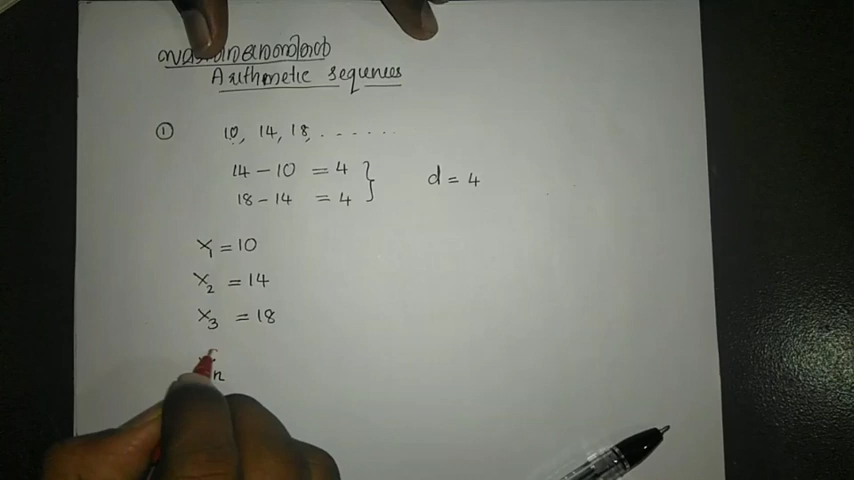 Arithmetic sequences
① 10, 14, 18, . . . . . .
14 - 10 = 4 } d = 4
18 - 14 = 4
x₁ = 10
x₂ = 14
x₃ = 18
n